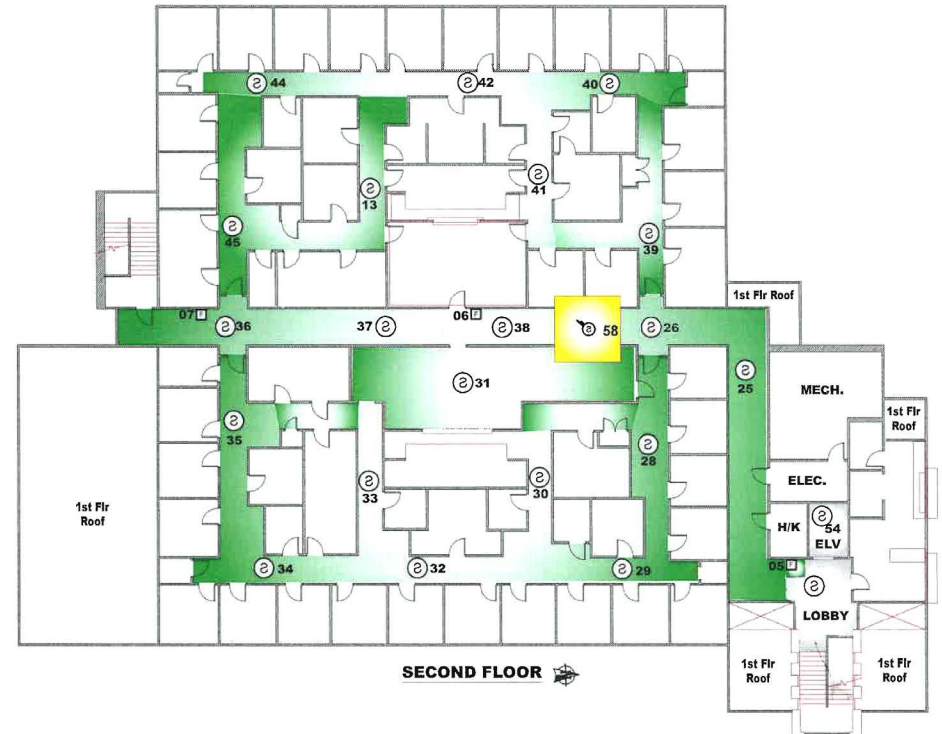 S 44
S 42
40 S
S 41
S 13
S 45
S 39
1st Flr Roof
07 F
S 36
37 S
06 F
S 38
S 58
S 26
S 25
S 31
MECH.
1st Flr
Roof
S 35
S 28
S 33
S 30
ELEC.
1st Flr
Roof
H/K
S 54
ELV
S 34
S 32
S 29
05 F
S
LOBBY
SECOND FLOOR
1st Flr
Roof
1st Flr
Roof